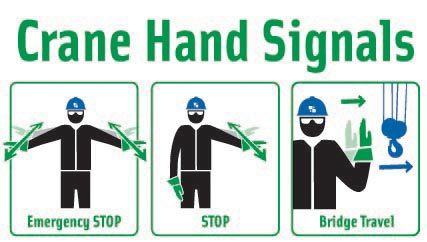 Crane Hand Signals
Emergency STOP
STOP
Bridge Travel